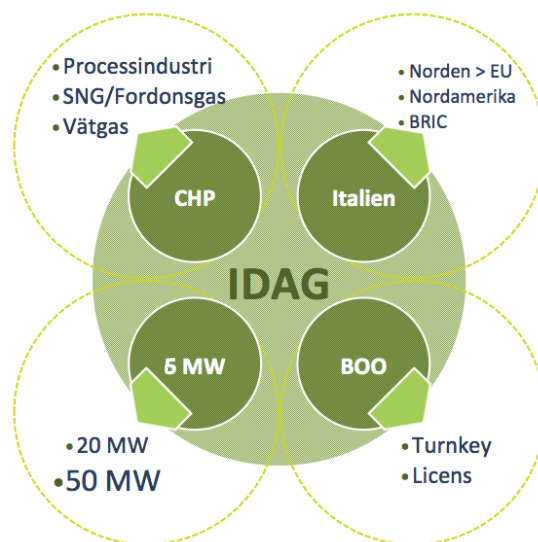 • Processindustri
• SNG/Fordonsgas
• Vätgas
• Norden > EU
• Nordamerika
• BRIC
CHP
Italien
IDAG
5 MW
BOO
• 20 MW
• 50 MW
• Turnkey
• Licens